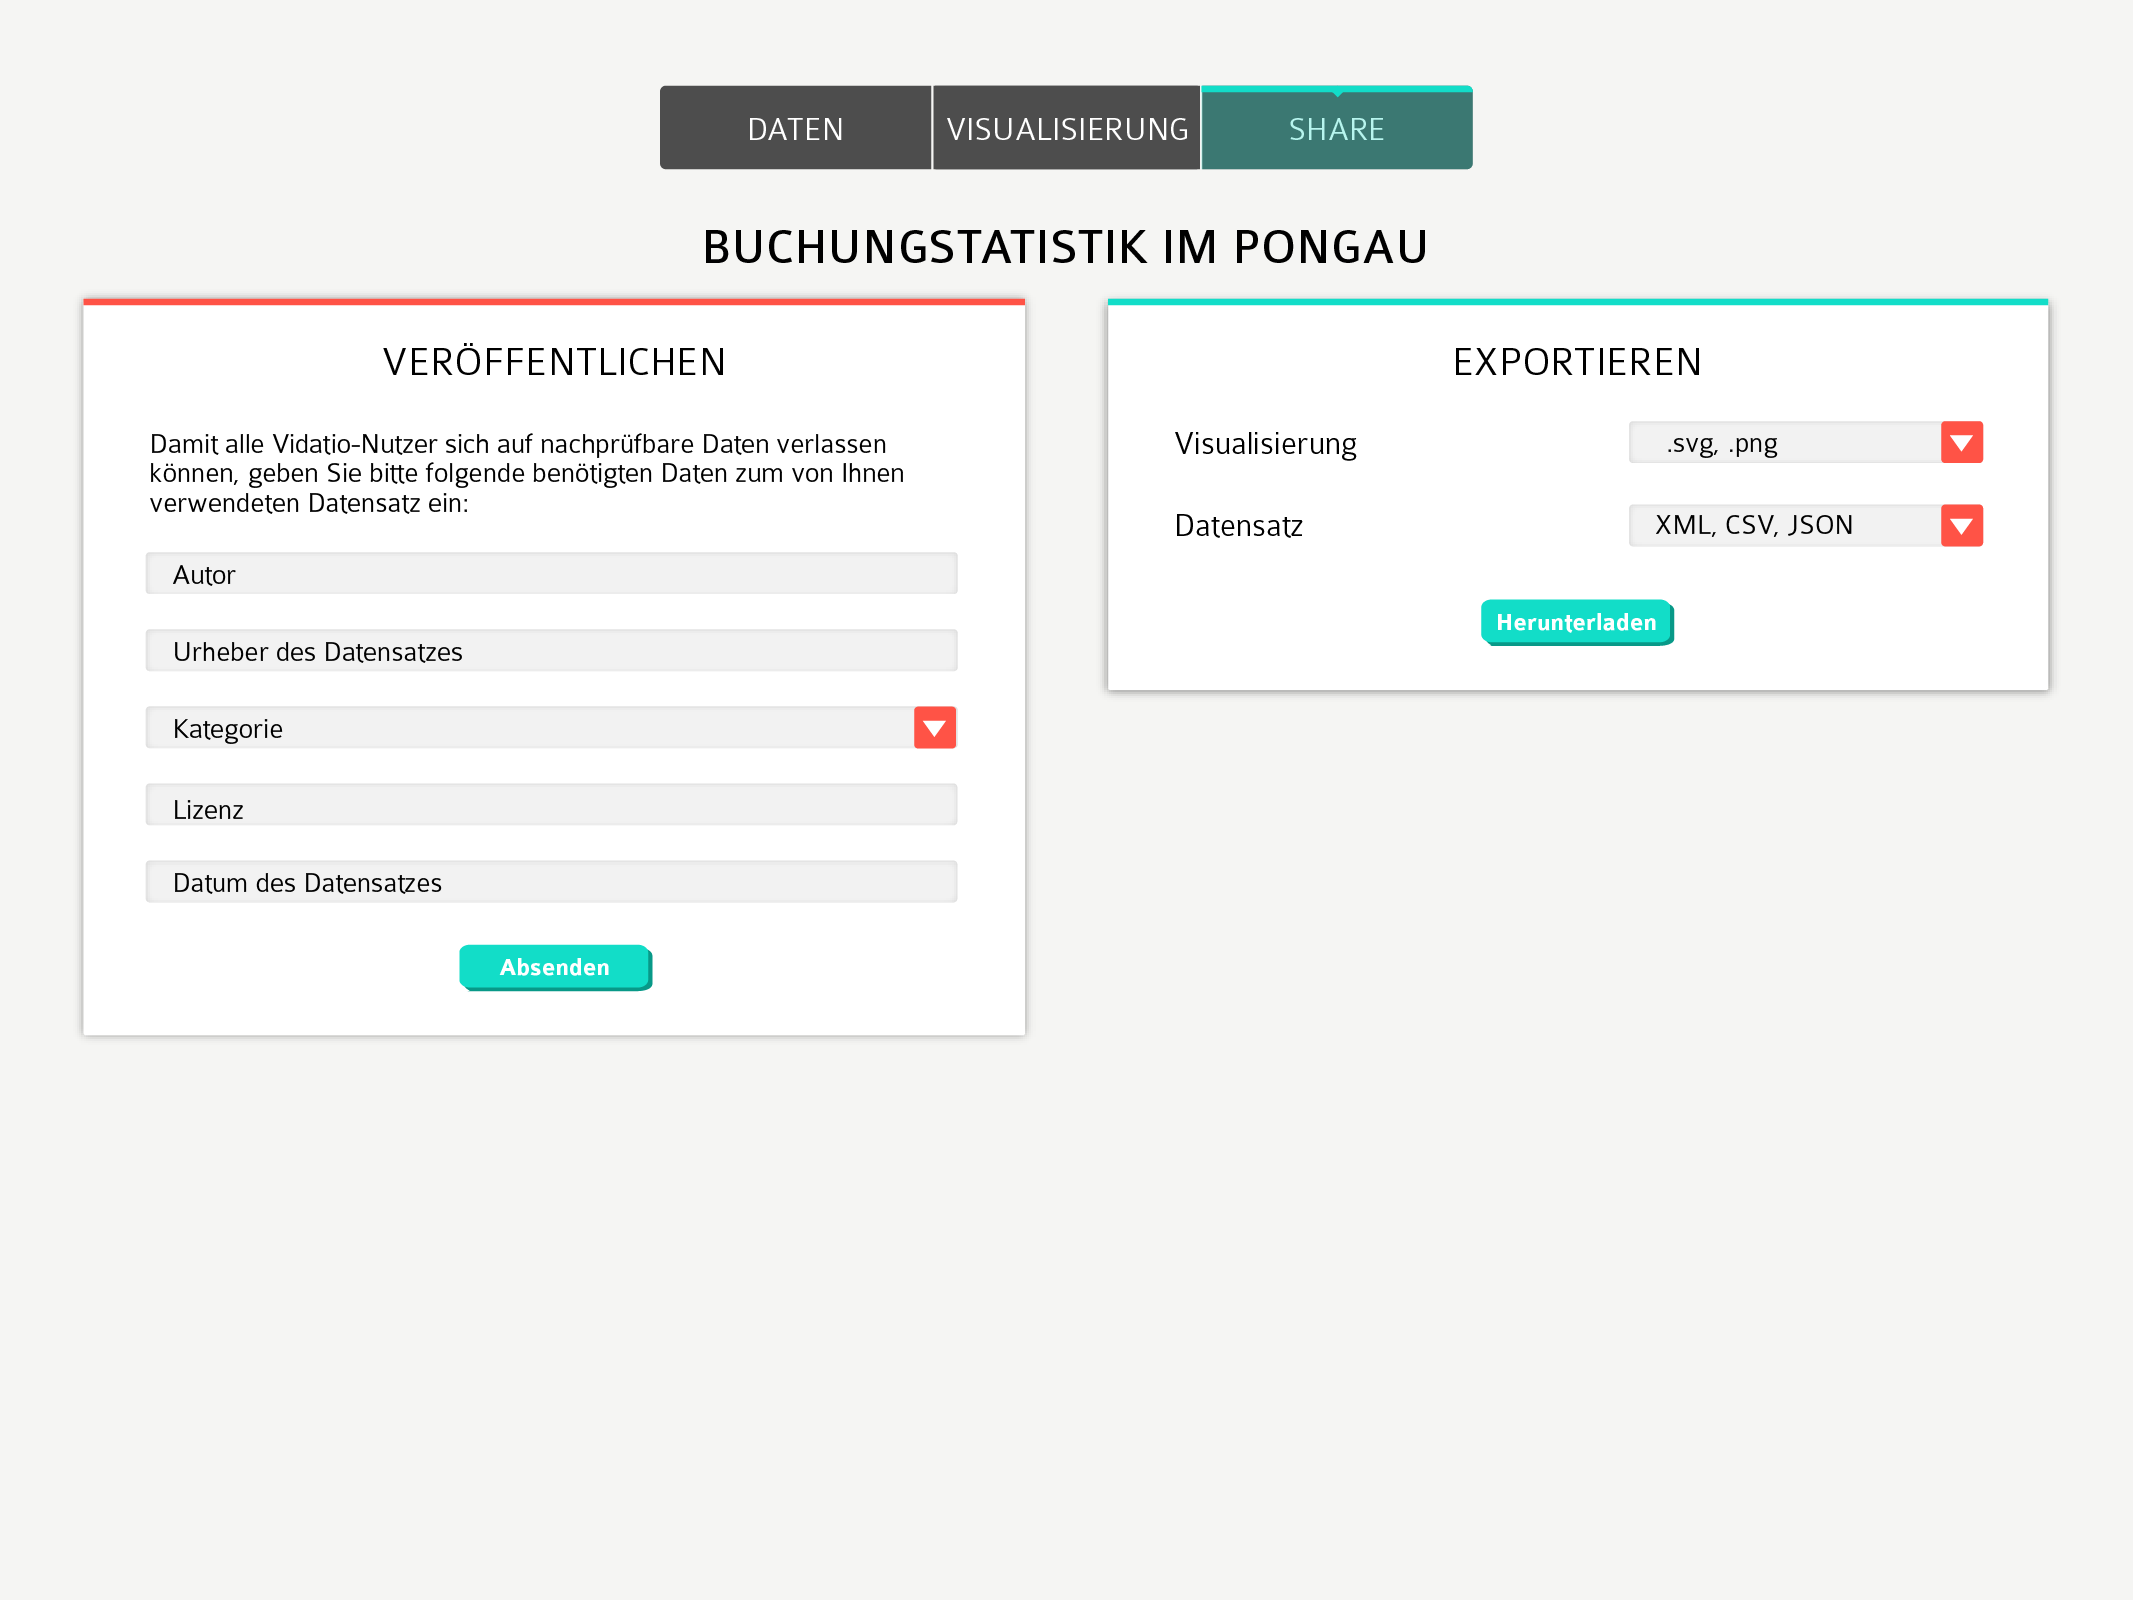 DATEN VISUALISIERUNG SHARE
BUCHUNGSTATISTIK IM PONGAU
VERÖFFENTLICHEN
Damit alle Vidatio-Nutzer sich auf nachprüfbare Daten verlassen
können, geben Sie bitte folgende benötigten Daten zum von Ihnen
verwendeten Datensatz ein:
Autor
Urheber des Datensatzes
Kategorie
Lizenz
Datum des Datensatzes
Absenden
EXPORTIEREN
Visualisierung .svg, .png
Datensatz XML, CSV, JSON
Herunterladen